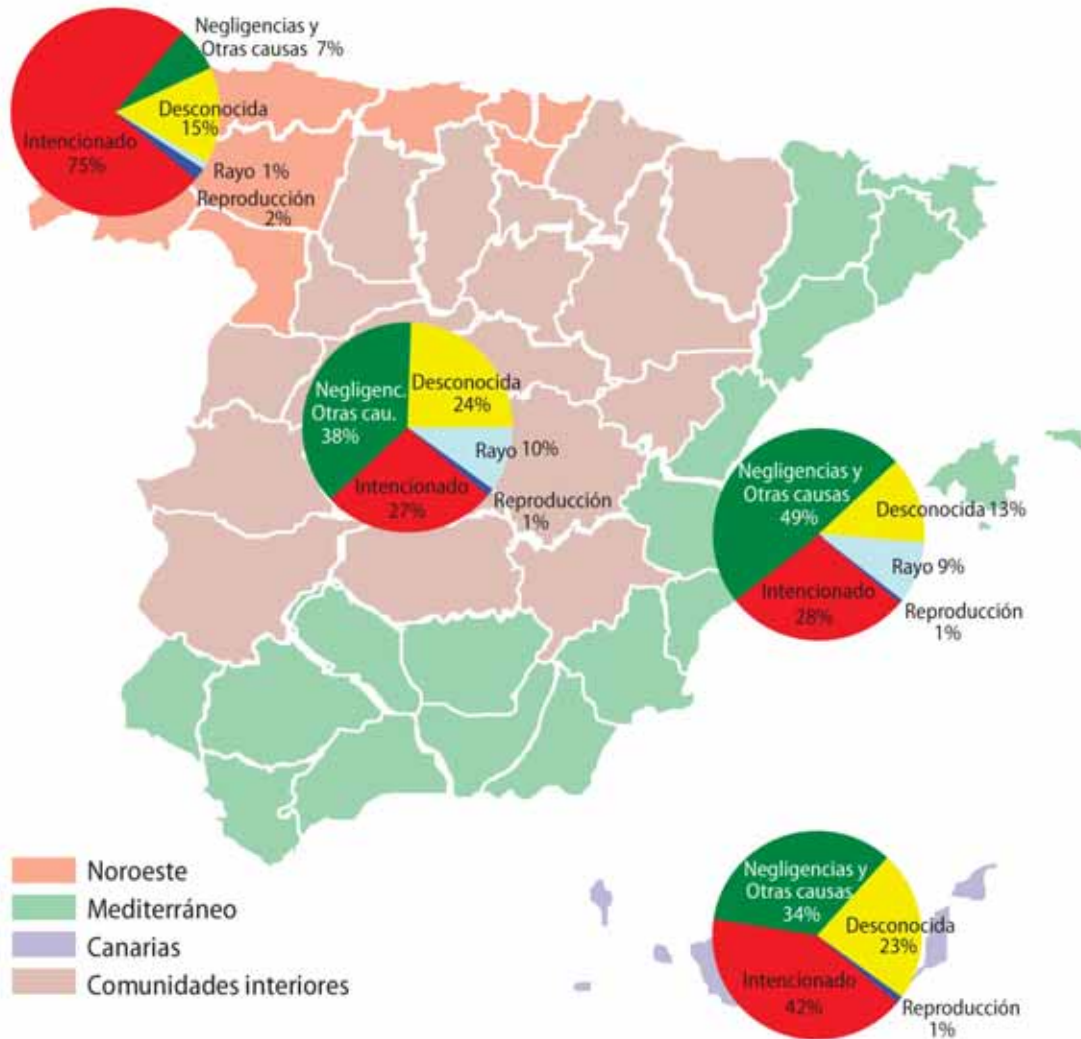 Negligencias y
Otras causas 7%
Desconocida
15%
Intencionado
75%
Rayo 1%
Reproducción
2%
Negligenc.
Otras cau.
38%
Desconocida
24%
Rayo 10%
Intencionado
27%
Reproducción
1%
Negligencias y
Otras causas
49%
Desconocida 13%
Rayo 9%
Intencionado
28%
Reproducción
1%
Noroeste
Mediterráneo
Canarias
Comunidades interiores
Negligencias y
Otras causas
34%
Desconocida
23%
Intencionado
42%
Reproducción
1%